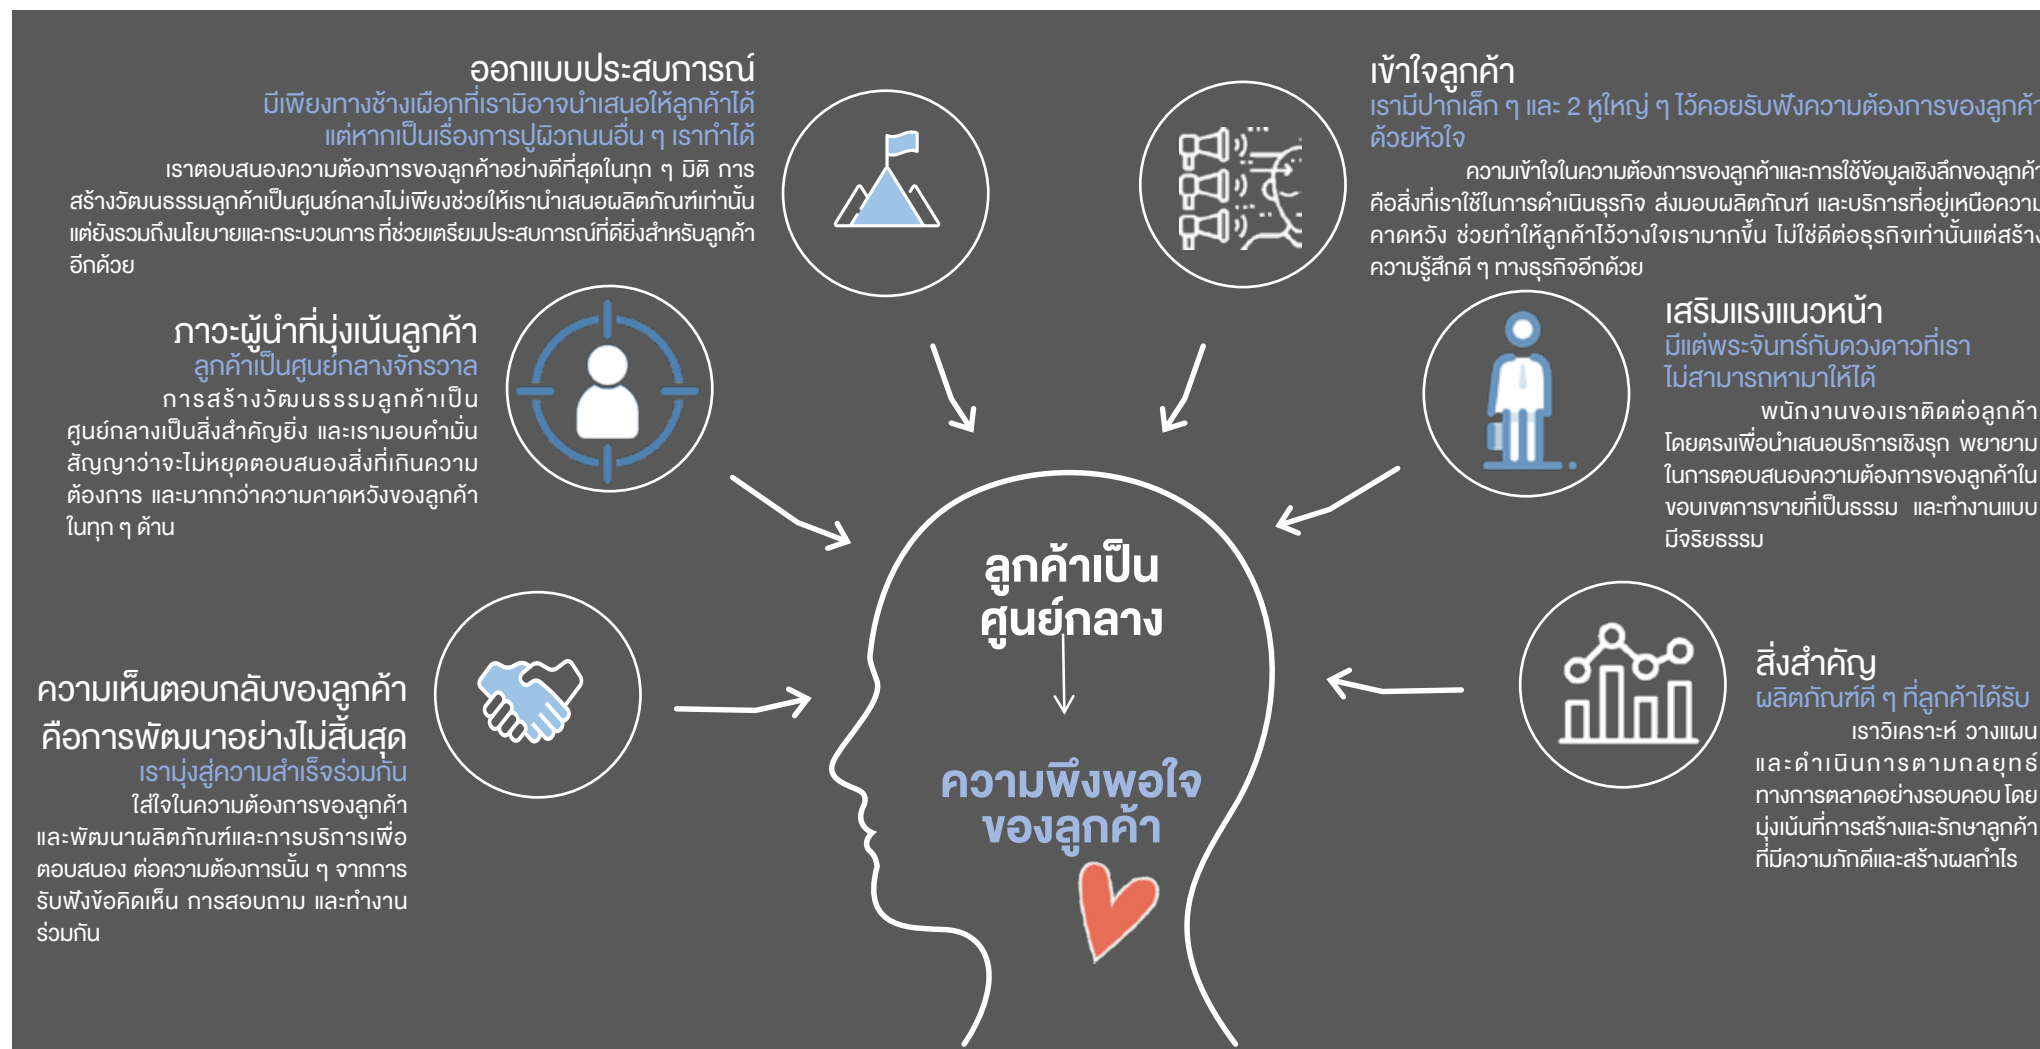 ออกแบบประสบการณ์
มีเพียงทางช้างเผือกที่เรามิอาจนำเสนอให้ลูกค้าได้
แต่หากเป็นเรื่องการปูผิวถนนอื่น ๆ เราทำได้
เราตอบสนองความต้องการของลูกค้าอย่างดีที่สุดในทุก ๆ มิติ การ
สร้างวัฒนธรรมลูกค้าเป็นศูนย์กลางไม่เพียงช่วยให้เรานำเสนอผลิตภัณฑ์เท่านั้น
แต่ยังรวมถึงนโยบายและกระบวนการ ที่ช่วยเตรียมประสบการณ์ที่ดียิ่งสำหรับลูกค้า
อีกด้วย
เข้าใจลูกค้า
เรามีปากเล็ก ๆ และ 2 หูใหญ่ ๆ ไว้คอยรับฟังความต้องการของลูกค้า
ด้วยหัวใจ
ความเข้าใจในความต้องการของลูกค้าและการใช้ข้อมูลเชิงลึกของลูกค้า
คือสิ่งที่เราใช้ในการดำเนินธุรกิจ ส่งมอบผลิตภัณฑ์ และบริการที่อยู่เหนือความ
คาดหวัง ช่วยทำให้ลูกค้าไว้วางใจเรามากขึ้น ไม่ใช่ดีต่อธุรกิจเท่านั้นแต่สร้าง
ความรู้สึกดี ๆ ทางธุรกิจอีกด้วย
ภาวะผู้นำที่มุ่งเน้นลูกค้า
ลูกค้าเป็นศูนย์กลางจักรวาล
การสร้างวัฒนธรรมลูกค้าเป็น
ศูนย์กลางเป็นสิ่งสำคัญยิ่ง และเรามอบคำมั่น
สัญญาว่าจะไม่หยุดตอบสนองสิ่งที่เกินความ
ต้องการ และมากกว่าความคาดหวังของลูกค้า
ในทุก ๆ ด้าน
เสริมแรงแนวหน้า
มีแต่พระจันทร์กับดวงดาวที่เรา
ไม่สามารถหามาให้ได้
พนักงานของเราติดต่อลูกค้า
โดยตรงเพื่อนำเสนอบริการเชิงรุก พยายาม
ในการตอบสนองความต้องการของลูกค้าใน
ขอบเขตการขายที่เป็นธรรม และทำงานแบบ
มีจริยธรรม
ลูกค้าเป็น
ศูนย์กลาง
ความพึงพอใจ
ของลูกค้า
ความเห็นตอบกลับของลูกค้า
คือการพัฒนาอย่างไม่สิ้นสุด
เรามุ่งสู่ความสำเร็จร่วมกัน
ใส่ใจในความต้องการของลูกค้า
และพัฒนาผลิตภัณฑ์และการบริการเพื่อ
ตอบสนอง ต่อความต้องการนั้น ๆ จากการ
รับฟังข้อคิดเห็น การสอบถาม และทำงาน
ร่วมกัน
สิ่งสำคัญ
ผลิตภัณฑ์ดี ๆ ที่ลูกค้าได้รับ
เราวิเคราะห์ วางแผน
และดำเนินการตามกลยุทธ์
ทางการตลาดอย่างรอบคอบ โดย
มุ่งเน้นที่การสร้างและรักษาลูกค้า
ที่มีความภักดีและสร้างผลกำไร